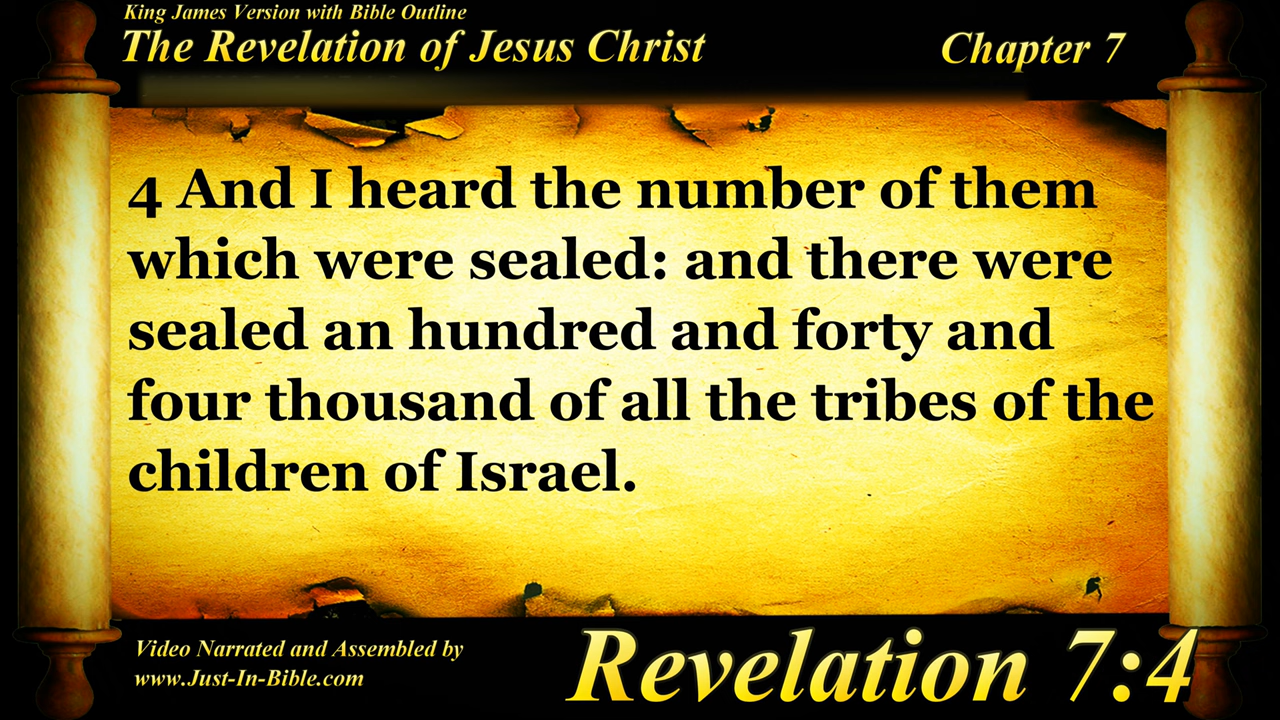 King James Version with Bible Outline
The Revelation of Jesus Christ
Chapter 7
4 And I heard the number of them
which were sealed: and there were
sealed an hundred and forty and
four thousand of all the tribes of the
children of Israel.
Video Narrated and Assembled by
www.Just-In-Bible.com
Revelation 7:4